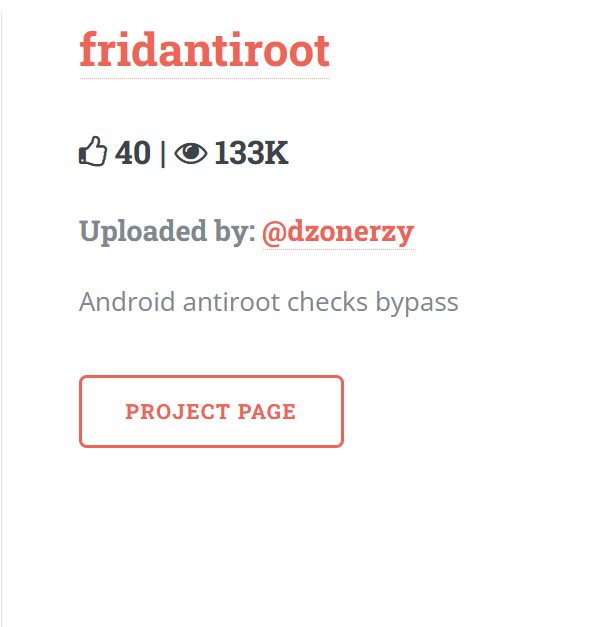 fridantiroot
40 | 133K
Uploaded by: @dzonerzy
Android antiroot checks bypass
PROJECT PAGE